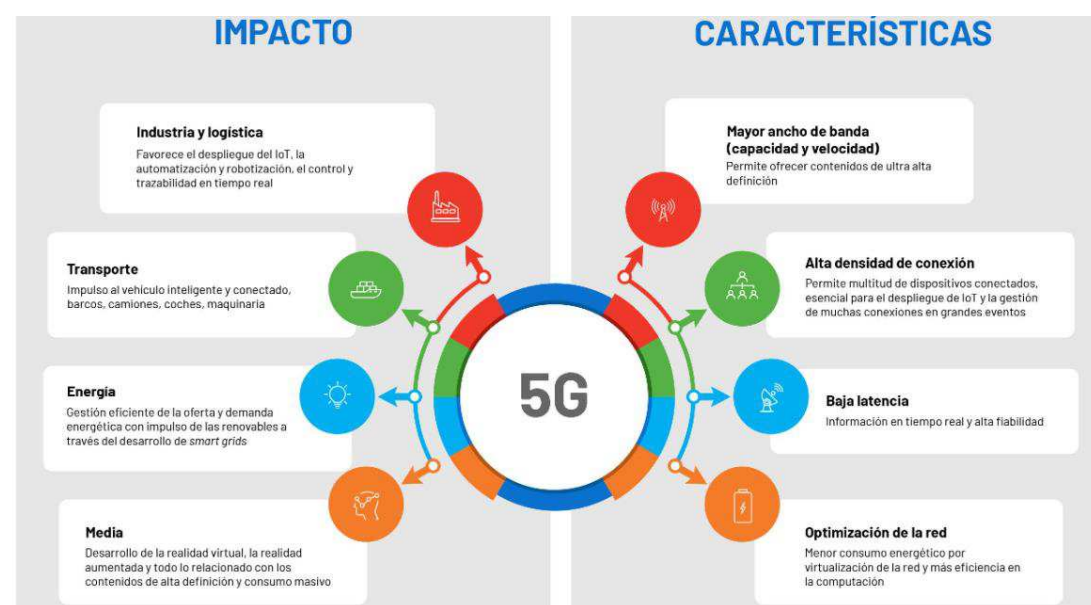 IMPACTO
Industria y logística
Favorece el despliegue del IoT, la
automatización y robotización, el control y
trazabilidad en tiempo real
Transporte
Impulso al vehículo inteligente y conectado,
barcos, camiones, coches, maquinaria
Energía
Gestión eficiente de la oferta y demanda
energética con impulso de las renovables a
través del desarrollo de smart grids
Media
Desarrollo de la realidad virtual, la realidad
aumentada y todo lo relacionado con los
contenidos de alta definición y consumo masivo
5G
CARACTERÍSTICAS
Mayor ancho de banda
(capacidad y velocidad)
Permite ofrecer contenidos de ultra alta
definición
Alta densidad de conexión
Permite multitud de dispositivos conectados,
esencial para el despliegue de IoT y la gestión
de muchas conexiones en grandes eventos
Baja latencia
Información en tiempo real y alta fiabilidad
Optimización de la red
Menor consumo energético por
virtualización de la red y más eficiencia en
la computación